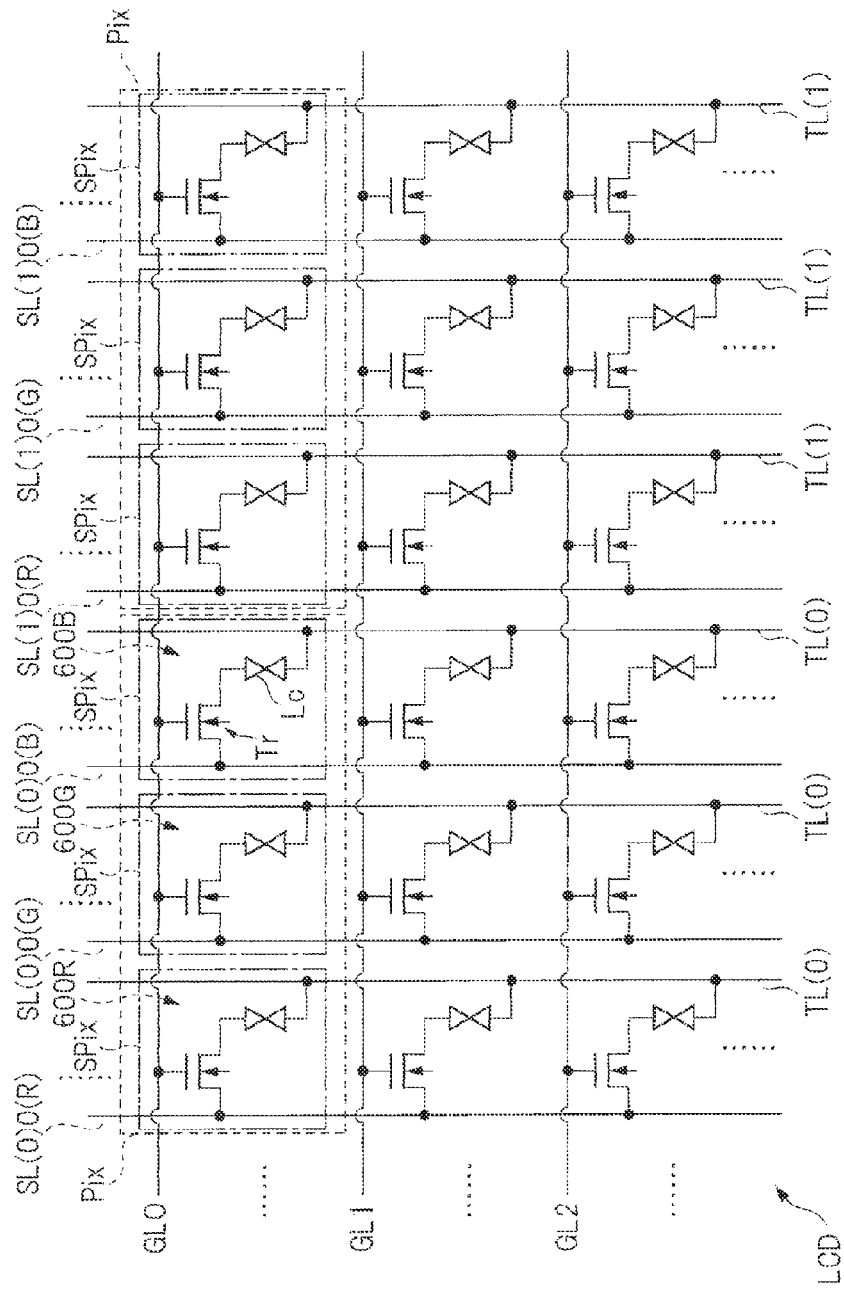 SL(0)0(R)
SL(0)0(G)
SL(0)0(B)
SL(1)0(R)
SL(1)0(G)
SL(1)0(B)
600R
600G
600B
SPix
SPix
SPix
SPix
SPix
SPix
Pix
Pix
GL0
Tr
Lc
GL1
GL2
TL(0)
TL(0)
TL(0)
TL(1)
TL(1)
TL(1)
LCD